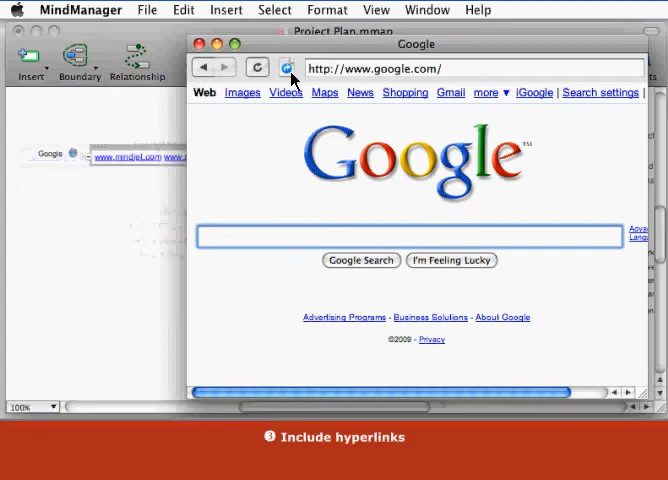 MindManager File Edit Insert Select Format View Window Help
Project Plan.mmap
Google
Insert Boundary Relationship
http://www.google.com/
Web Images Videos Maps News Shopping Gmail more ▼ iGoogle | Search settings |
Google™
Google www.mindjet.com
Google Search I'm Feeling Lucky
Advertising Programs - Business Solutions - About Google
©2009 - Privacy
100%
❸ Include hyperlinks